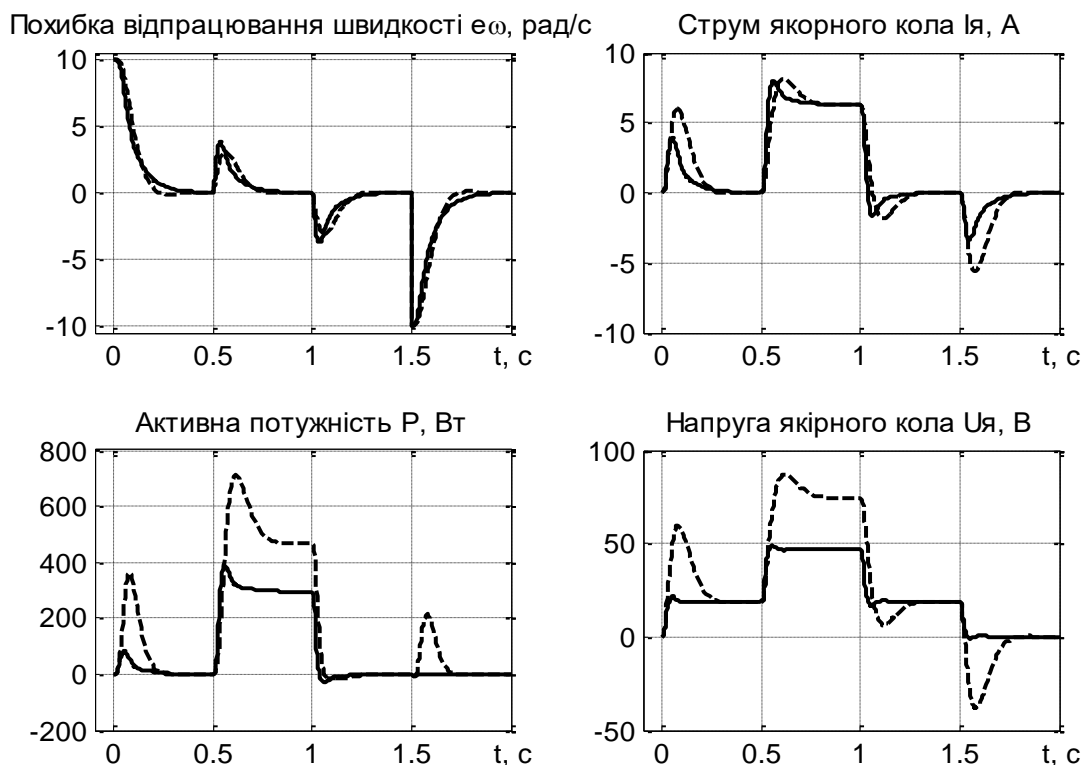 Похибка відпрацювання швидкості eω, рад/с
10
5
0
-5
-10
0 0.5 1 1.5 t, с
Струм якорного кола Iя, А
10
5
0
-5
-10
0 0.5 1 1.5 t, с
Активна потужність P, Вт
800
600
400
200
0
-200
0 0.5 1 1.5 t, с
Напруга якірного кола Uя, В
100
50
0
-50
0 0.5 1 1.5 t, с